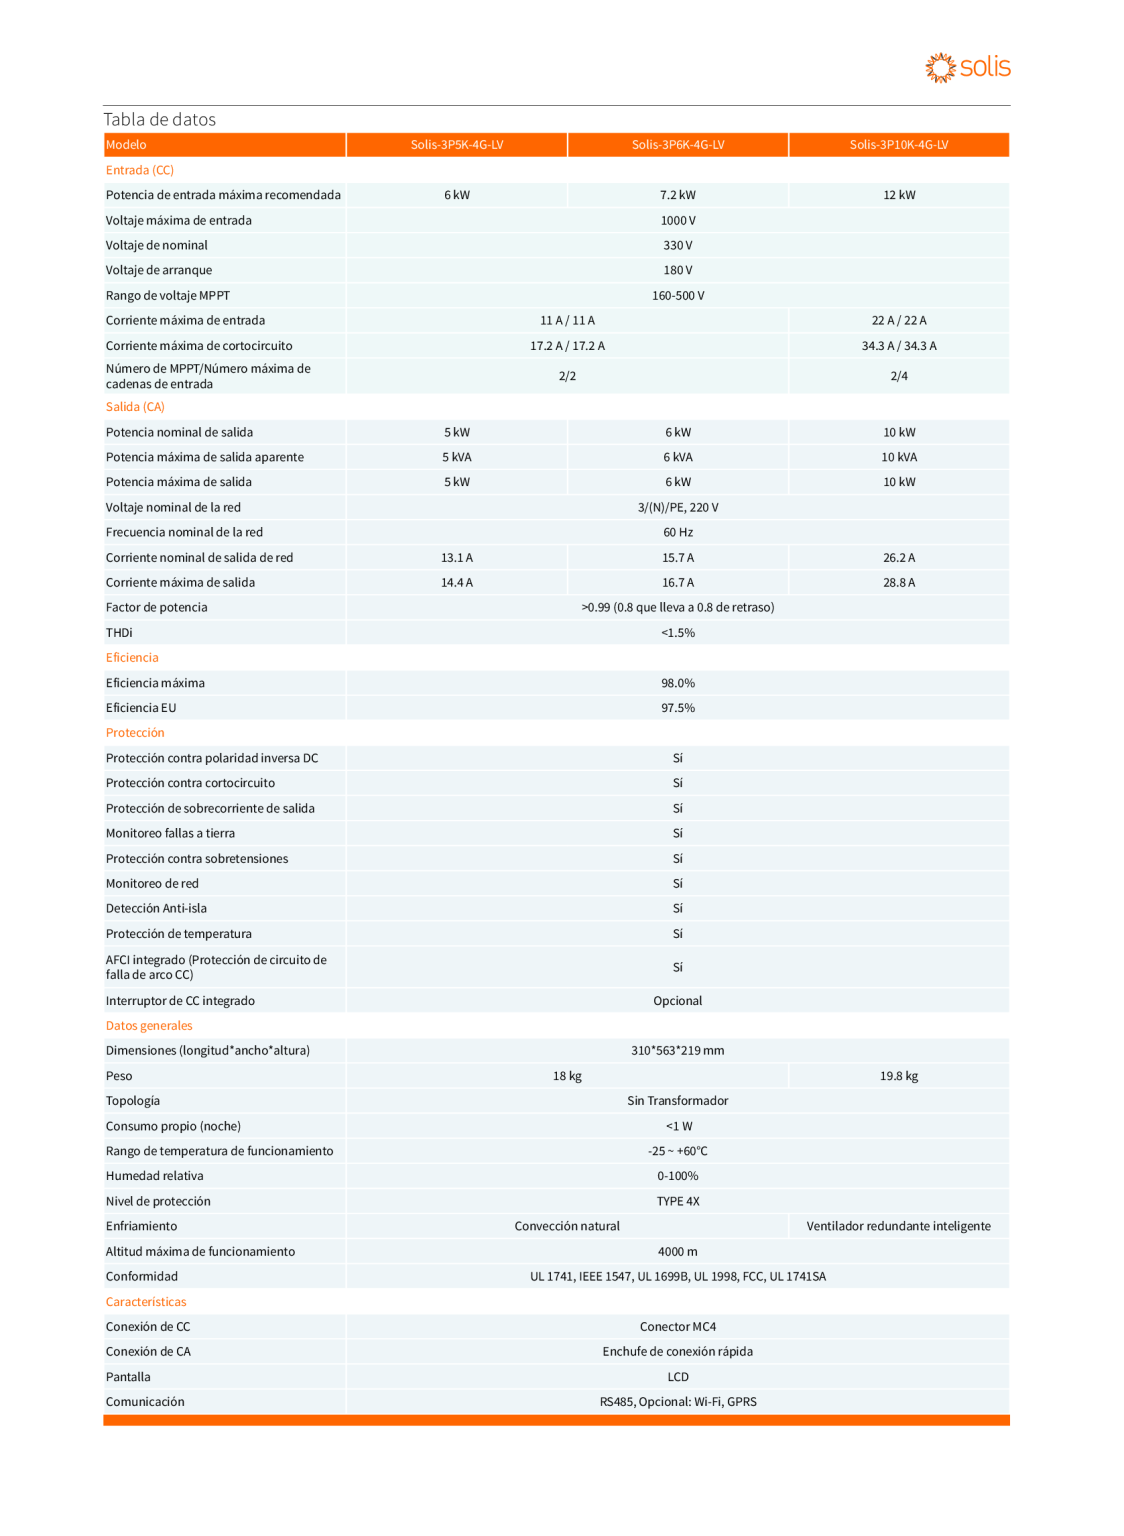 solis
Tabla de datos
Modelo Solis-3P5K-4G-LV Solis-3P6K-4G-LV Solis-3P10K-4G-LV
Entrada (CC)
Potencia de entrada máxima recomendada 6 kW 7.2 kW 12 kW
Voltaje máxima de entrada 1000 V
Voltaje de nominal 330 V
Voltaje de arranque 180 V
Rango de voltaje MPPT 160-500 V
Corriente máxima de entrada 11 A / 11 A 22 A / 22 A
Corriente máxima de cortocircuito 17.2 A / 17.2 A 34.3 A / 34.3 A
Número de MPPT/Número máxima de
cadenas de entrada 2/2 2/4
Salida (CA)
Potencia nominal de salida 5 kW 6 kW 10 kW
Potencia máxima de salida aparente 5 kVA 6 kVA 10 kVA
Potencia máxima de salida 5 kW 6 kW 10 kW
Voltaje nominal de la red 3/(N)/PE, 220 V
Frecuencia nominal de la red 60 Hz
Corriente nominal de salida de red 13.1 A 15.7 A 26.2 A
Corriente máxima de salida 14.4 A 16.7 A 28.8 A
Factor de potencia >0.99 (0.8 que lleva a 0.8 de retraso)
THDi <1.5%
Eficiencia
Eficiencia máxima 98.0%
Eficiencia EU 97.5%
Protección
Protección contra polaridad inversa DC Sí
Protección contra cortocircuito Sí
Protección de sobrecorriente de salida Sí
Monitoreo fallas a tierra Sí
Protección contra sobretensiones Sí
Monitoreo de red Sí
Detección Anti-isla Sí
Protección de temperatura Sí
AFCI integrado (Protección de circuito de
falla de arco CC) Sí
Interruptor de CC integrado Opcional
Datos generales
Dimensiones (longitud*ancho*altura) 310*563*219 mm
Peso 18 kg 19.8 kg
Topología Sin Transformador
Consumo propio (noche) <1 W
Rango de temperatura de funcionamiento -25 ~ +60°C
Humedad relativa 0-100%
Nivel de protección TYPE 4X
Enfriamiento Convección natural Ventilador redundante inteligente
Altitud máxima de funcionamiento 4000 m
Conformidad UL 1741, IEEE 1547, UL 1699B, UL 1998, FCC, UL 1741SA
Características
Conexión de CC Conector MC4
Conexión de CA Enchufe de conexión rápida
Pantalla LCD
Comunicación RS485, Opcional: Wi-Fi, GPRS